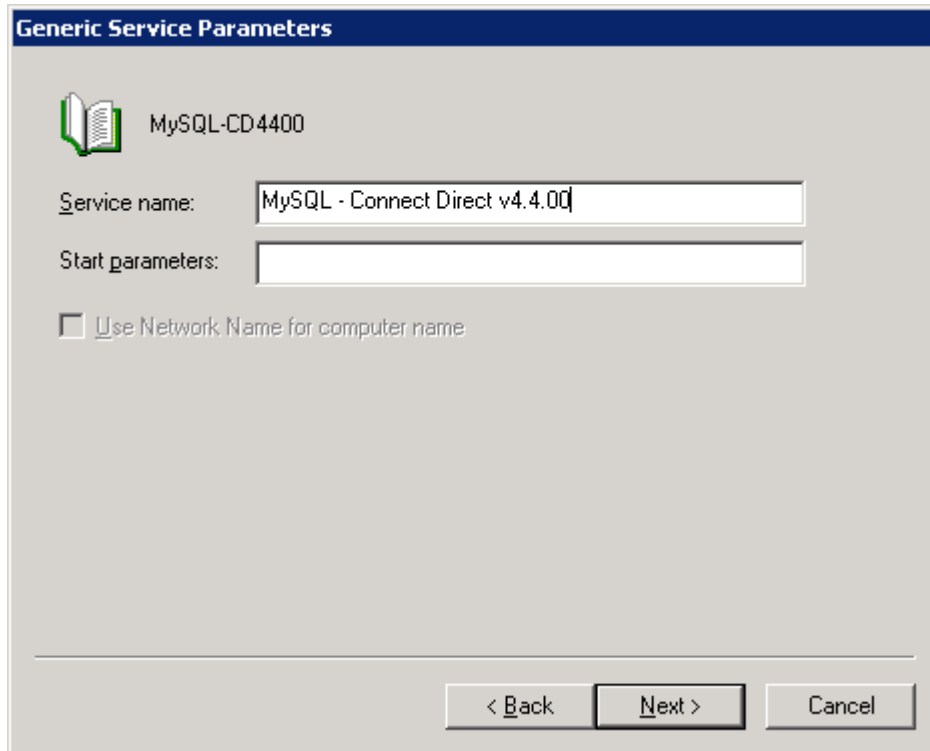 Generic Service Parameters
MySQL-CD4400
Service name: MySQL - Connect Direct v4.4.00
Start parameters:
Use Network Name for computer name
< Back Next > Cancel